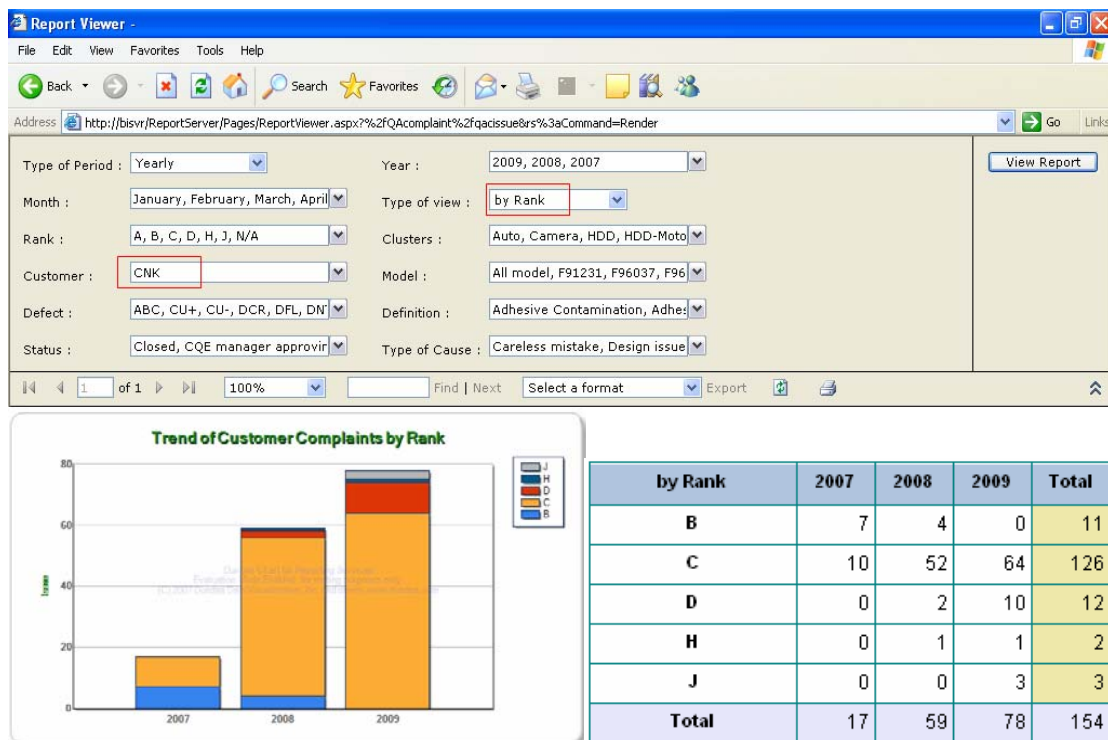 Report Viewer -
File Edit View Favorites Tools Help
Back Search Favorites
Address http://bisvr/ReportServer/Pages/ReportViewer.aspx?%2fQAcomplaint%2fqacissue&rs%3aCommand=Render Go Links
Type of Period : Yearly Year : 2009, 2008, 2007 View Report
Month : January, February, March, April Type of view : by Rank
Rank : A, B, C, D, H, J, N/A Clusters : Auto, Camera, HDD, HDD-Moto
Customer : CNK Model : All model, F91231, F96037, F96
Defect : ABC, CU+, CU-, DCR, DFL, DN Definition : Adhesive Contamination, Adhes
Status : Closed, CQE manager approvin Type of Cause : Careless mistake, Design issue
1 of 1 100% Find | Next Select a format Export
Trend of Customer Complaints by Rank
80
60
40
20
0
2007 2008 2009
J
H
D
C
B
by Rank 2007 2008 2009 Total
B 7 4 0 11
C 10 52 64 126
D 0 2 10 12
H 0 1 1 2
J 0 0 3 3
Total 17 59 78 154